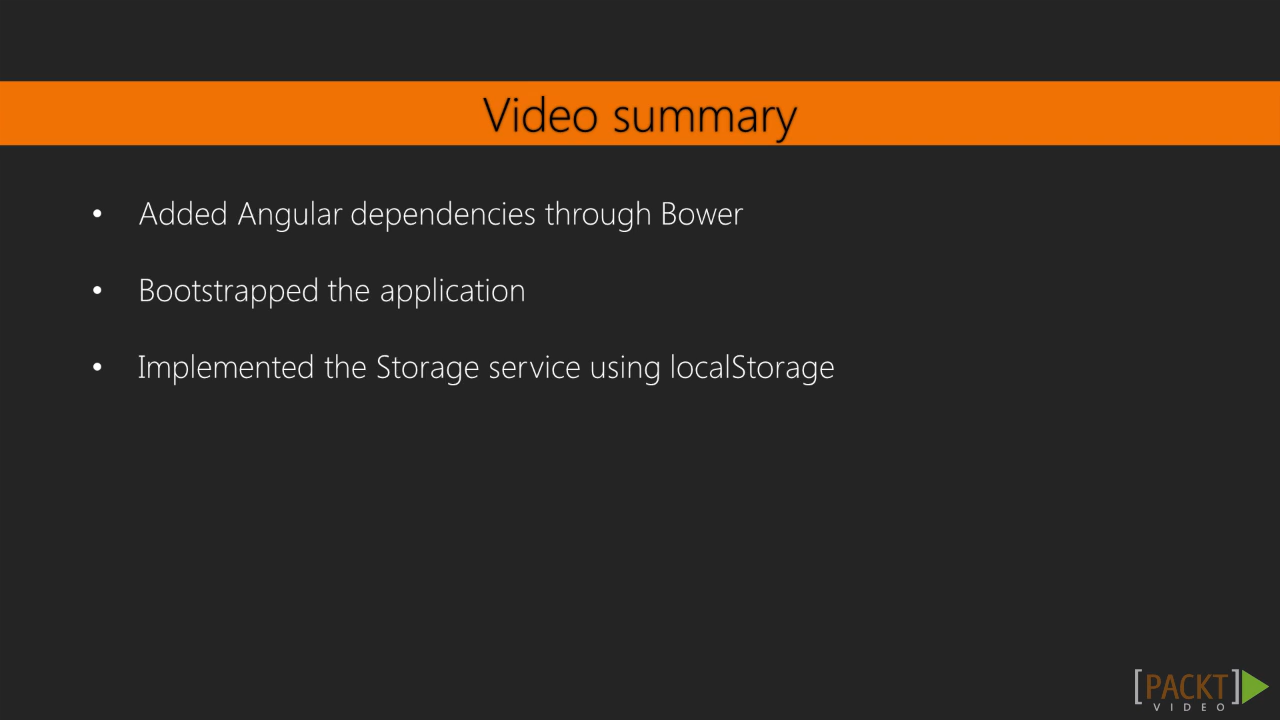 Video summary
• Added Angular dependencies through Bower
• Bootstrapped the application
• Implemented the Storage service using localStorage
[PACKT]
VIDEO